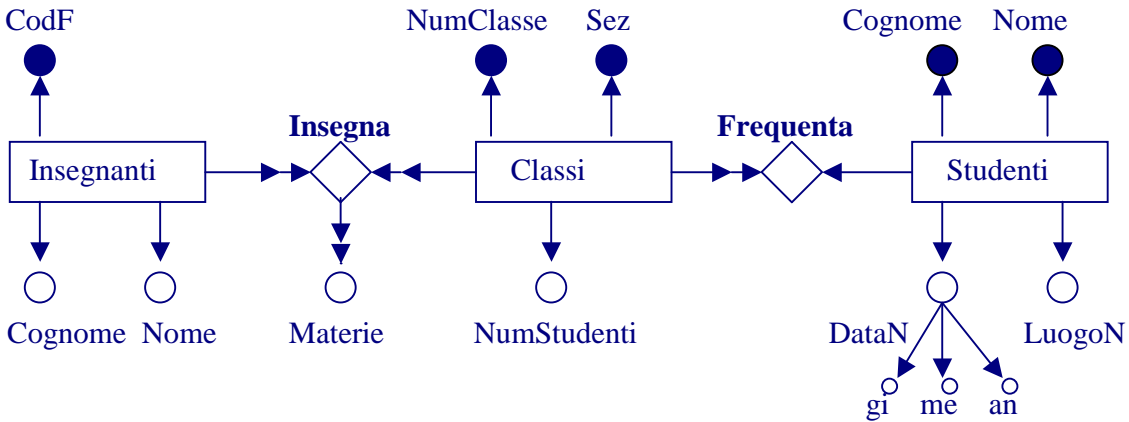 CodF NumClasse Sez Cognome Nome
Insegna Frequenta
Insegnanti Classi Studenti
Cognome Nome Materie NumStudenti DataN LuogoN
gi me an